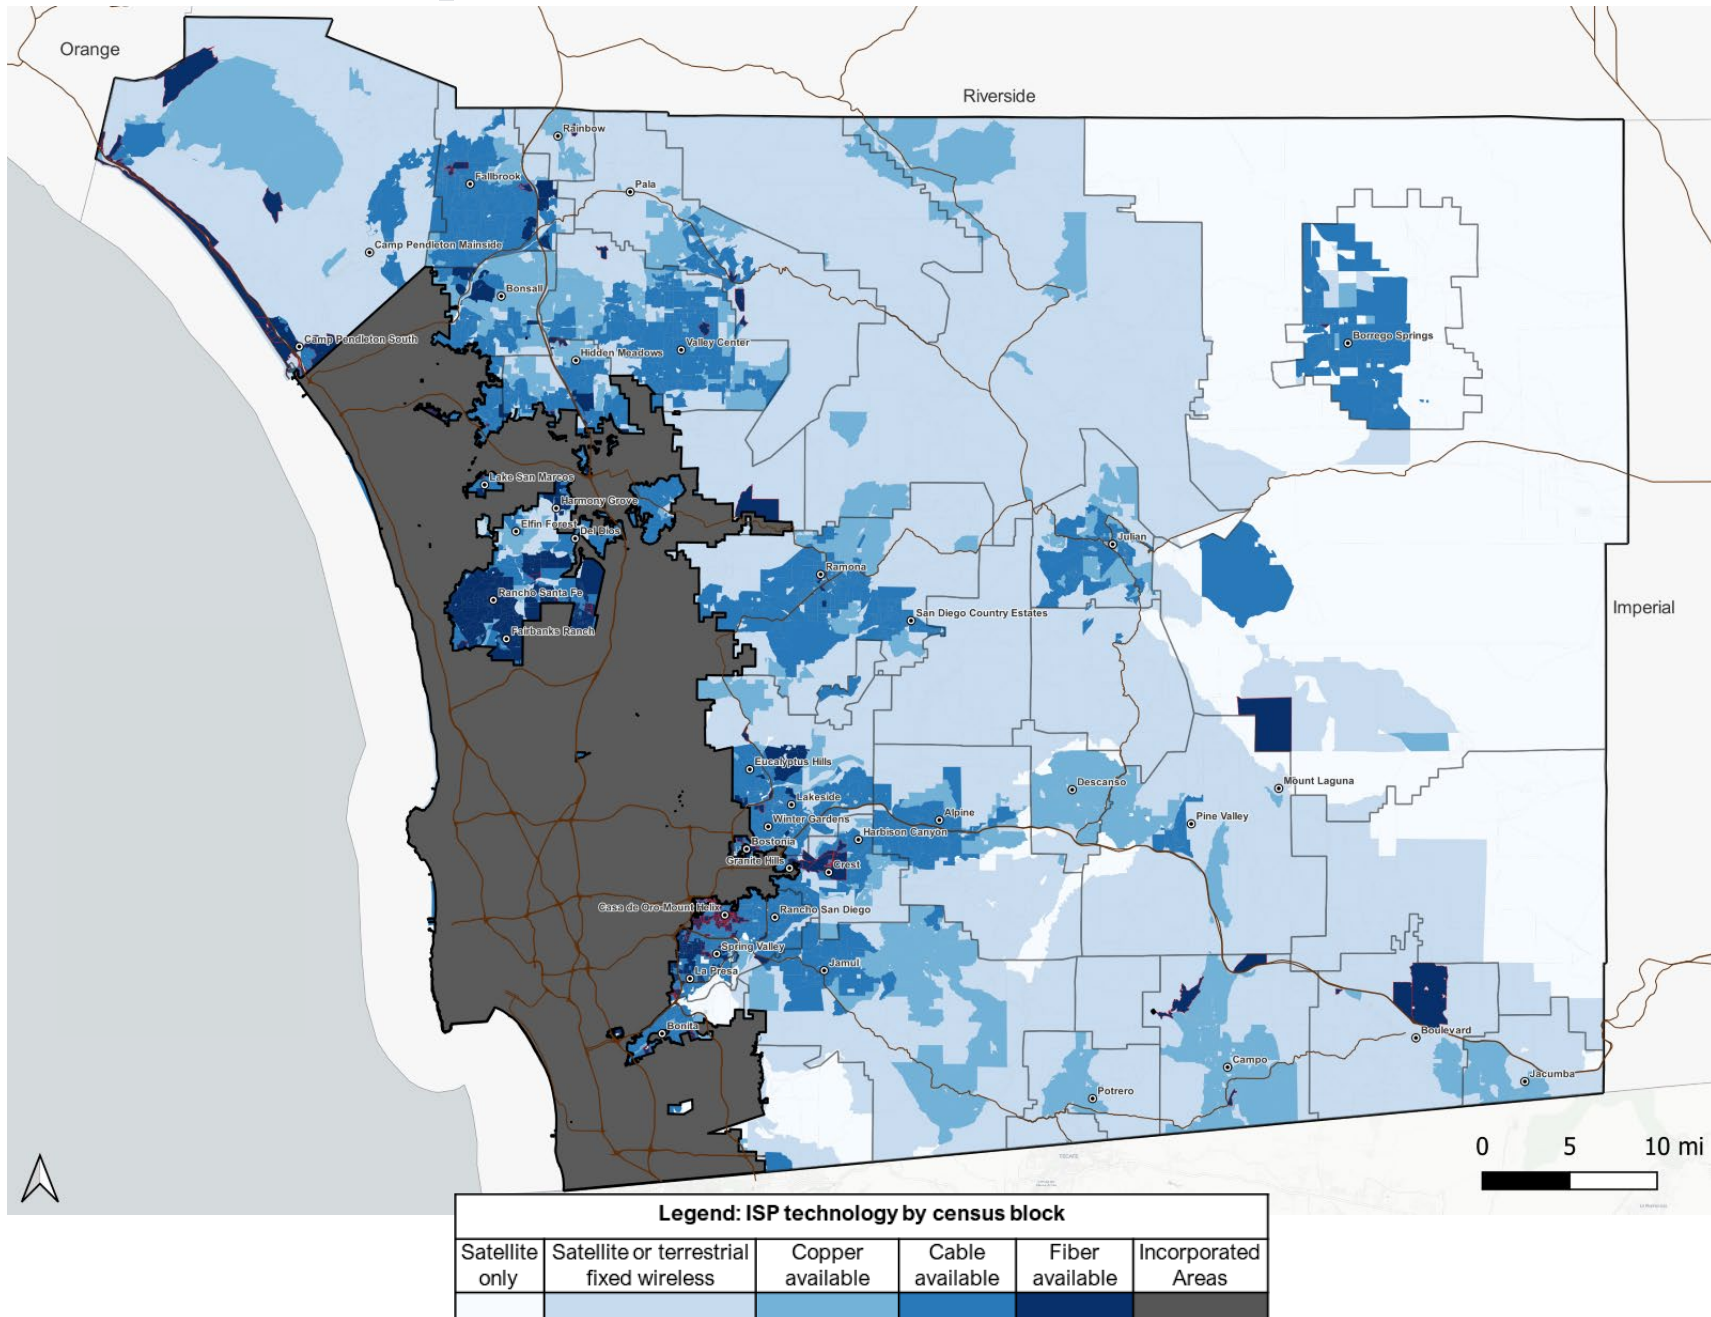 Orange
Riverside
Rainbow
Fallbrook
Pala
Camp Pendleton Mainside
Bonsall
Camp Pendleton South
Hidden Meadows
Valley Center
Borrego Springs
Lake San Marcos
Harmony Grove
Elfin Forest
Del Dios
Julian
Ramona
Rancho Santa Fe
Imperial
San Diego Country Estates
Fairbanks Ranch
Eucalyptus Hills
Descanso
Mount Laguna
Lakeside
Alpine
Pine Valley
Winter Gardens
Harbison Canyon
Bostonia
Granite Hills
Crest
Casa de Oro-Mount Helix
Rancho San Diego
Spring Valley
Jamul
La Presa
Bonita
Boulevard
Campo
Jacumba
Potrero
0 5 10 mi
TECATE
Legend: ISP technology by census block
Satellite only
Satellite or terrestrial fixed wireless
Copper available
Cable available
Fiber available
Incorporated Areas